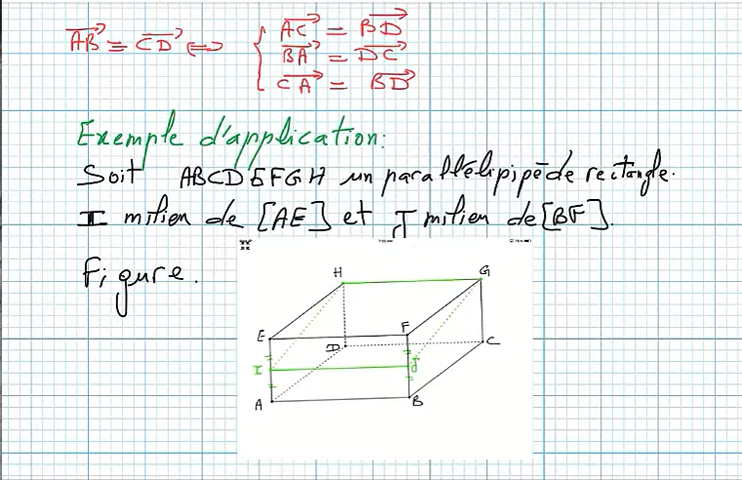 AB = CD ⟺ { AC = BD
BA = DC
CA = BD
Exemple d'application:
Soit ABCDEFGH un parallélipipède rectangle.
I milieu de [AE] et J milieu de [BF].
Figure.
H
G
E
F
D
C
I
J
A
B